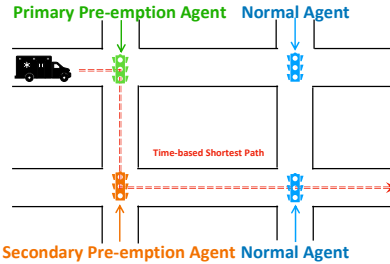 Primary Pre-emption Agent
Normal Agent
Time-based Shortest Path
Secondary Pre-emption Agent
Normal Agent